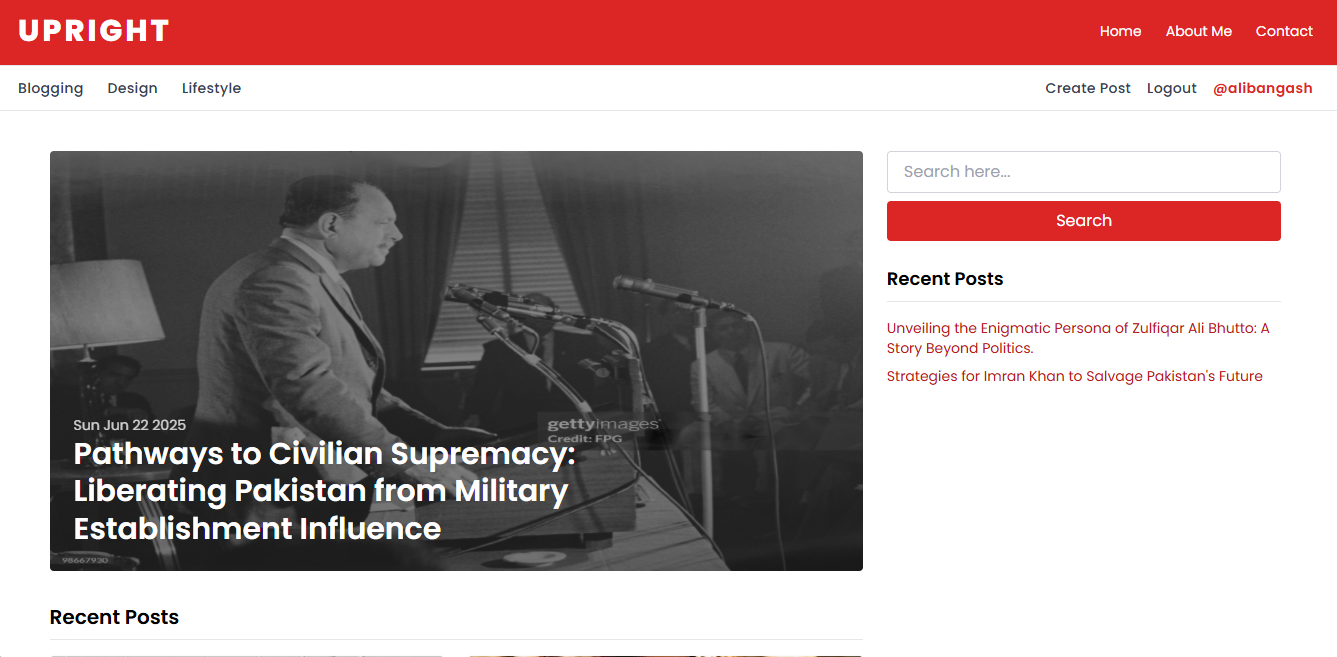 UPRIGHT
Home About Me Contact
Blogging Design Lifestyle
Create Post Logout @alibangash
Search here...
Search
Recent Posts
Unveiling the Enigmatic Persona of Zulfiqar Ali Bhutto: A
Story Beyond Politics.
Strategies for Imran Khan to Salvage Pakistan's Future
gettyimages
Credit: FPG
Sun Jun 22 2025
Pathways to Civilian Supremacy:
Liberating Pakistan from Military
Establishment Influence
98667930
Recent Posts